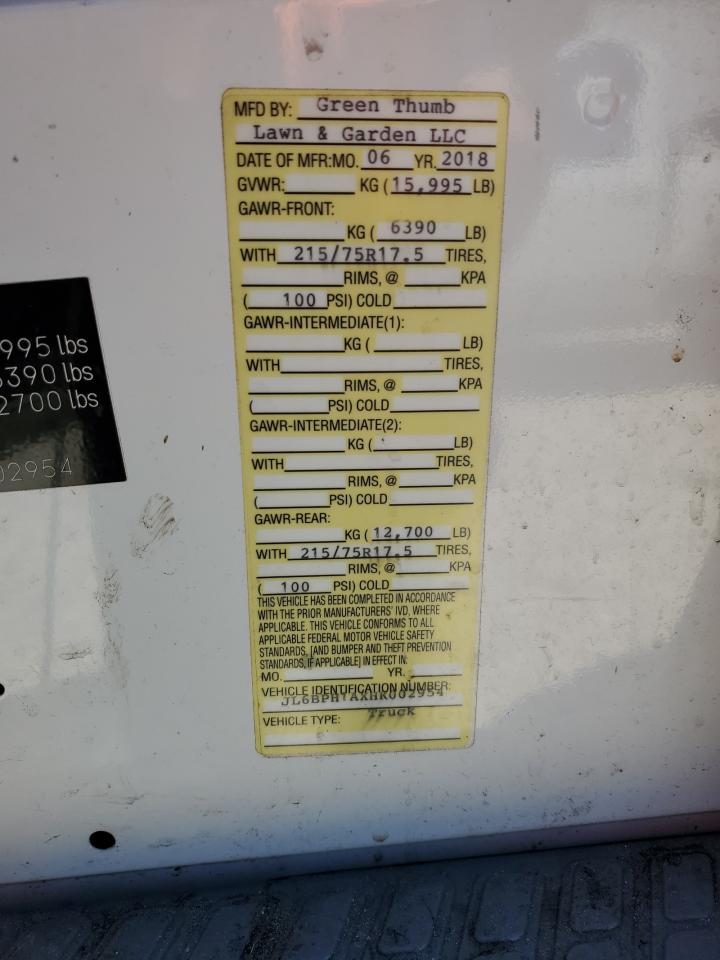 MFD BY: Green Thumb
Lawn & Garden LLC
DATE OF MFR:MO. 06 YR. 2018
GVWR: KG (15,995 LB)
GAWR-FRONT:
KG ( 6390 LB)
WITH 215/75R17.5 TIRES,
RIMS, @ KPA
( 100 PSI) COLD
GAWR-INTERMEDIATE(1):
KG ( LB)
WITH TIRES,
RIMS, @ KPA
( PSI) COLD
GAWR-INTERMEDIATE(2):
KG ( LB)
WITH TIRES,
RIMS, @ KPA
( PSI) COLD
GAWR-REAR:
KG ( 12,700 LB)
WITH 215/75R17.5 TIRES,
RIMS, @ KPA
( 100 PSI) COLD
THIS VEHICLE HAS BEEN COMPLETED IN ACCORDANCE
WITH THE PRIOR MANUFACTURERS' IVD, WHERE
APPLICABLE. THIS VEHICLE CONFORMS TO ALL
APPLICABLE FEDERAL MOTOR VEHICLE SAFETY
STANDARDS, [AND BUMPER AND THEFT PREVENTION
STANDARDS, IF APPLICABLE] IN EFFECT IN:
MO. YR.
VEHICLE IDENTIFICATION NUMBER:
VEHICLE TYPE: Truck
995 lbs
6390 lbs
2700 lbs
02954